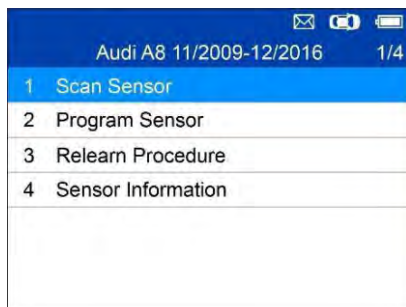 Audi A8 11/2009-12/2016 1/4
1 Scan Sensor
2 Program Sensor
3 Relearn Procedure
4 Sensor Information